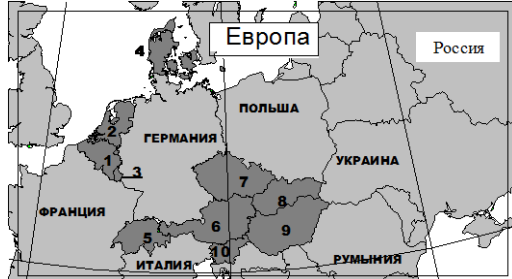 Европа
Россия
4
ПОЛЬША
2
ГЕРМАНИЯ
1
3
УКРАИНА
7
8
ФРАНЦИЯ
6
9
5
10
ИТАЛИЯ
РУМЫНИЯ